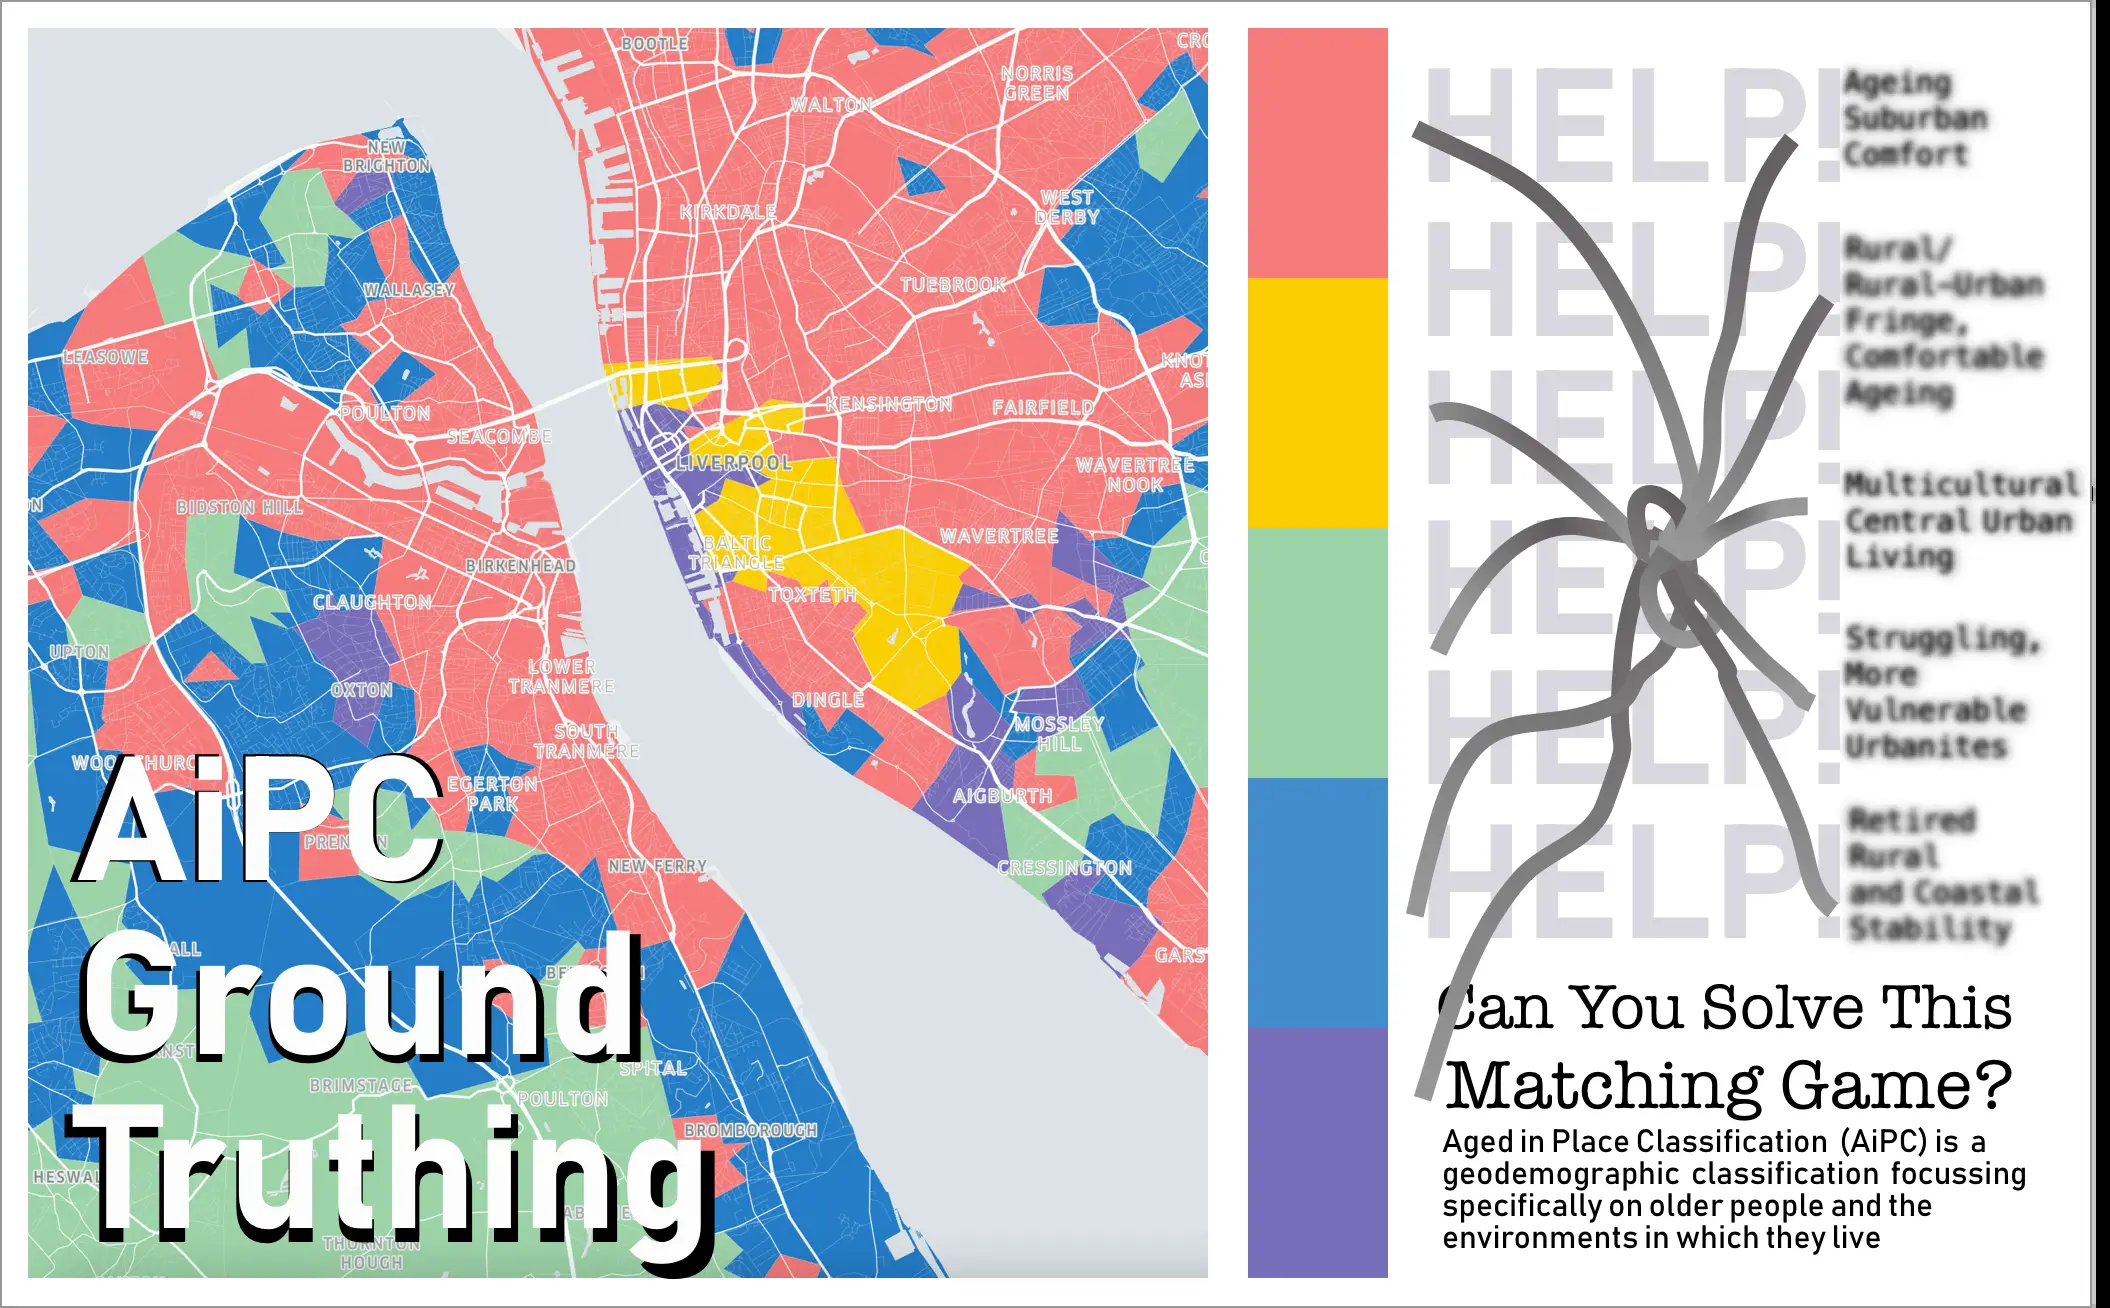 BOOTLE
CRO
NORRIS
GREEN
WALTON
NEW
BRIGHTON
WEST
DERBY
KIRKDALE
WALLASEY
TUEBROOK
LEASOWE
KNOT
ASH
POULTON
SEACOMBE
KENSINGTON
FAIRFIELD
LIVERPOOL
WAVERTREE
NOOK
BIDSTON HILL
BALTIC
TRIANGLE
WAVERTREE
BIRKENHEAD
CLAUGHTON
TOXTETH
UPTON
LOWER
TRANMERE
OXTON
DINGLE
MOSSLEY
HILL
SOUTH
TRANMERE
EGERTON
PARK
AIGBURTH
NEW FERRY
CRESSINGTON
GARS
SPITAL
BRIMSTAGE
POULTON
BROMBOROUGH
HESWAL
THORNTON
HOUGH
AiPC
Ground
Truthing
HELP!
HELP!
HELP!
HELP!
HELP!
HELP!
Ageing
Suburban
Comfort
Rural/
Rural-Urban
Fringe,
Comfortable
Ageing
Multicultural
Central Urban
Living
Struggling,
More
Vulnerable
Urbanites
Retired
Rural
and Coastal
Stability
Can You Solve This
Matching Game?
Aged in Place Classification (AiPC) is a
geodemographic classification focussing
specifically on older people and the
environments in which they live